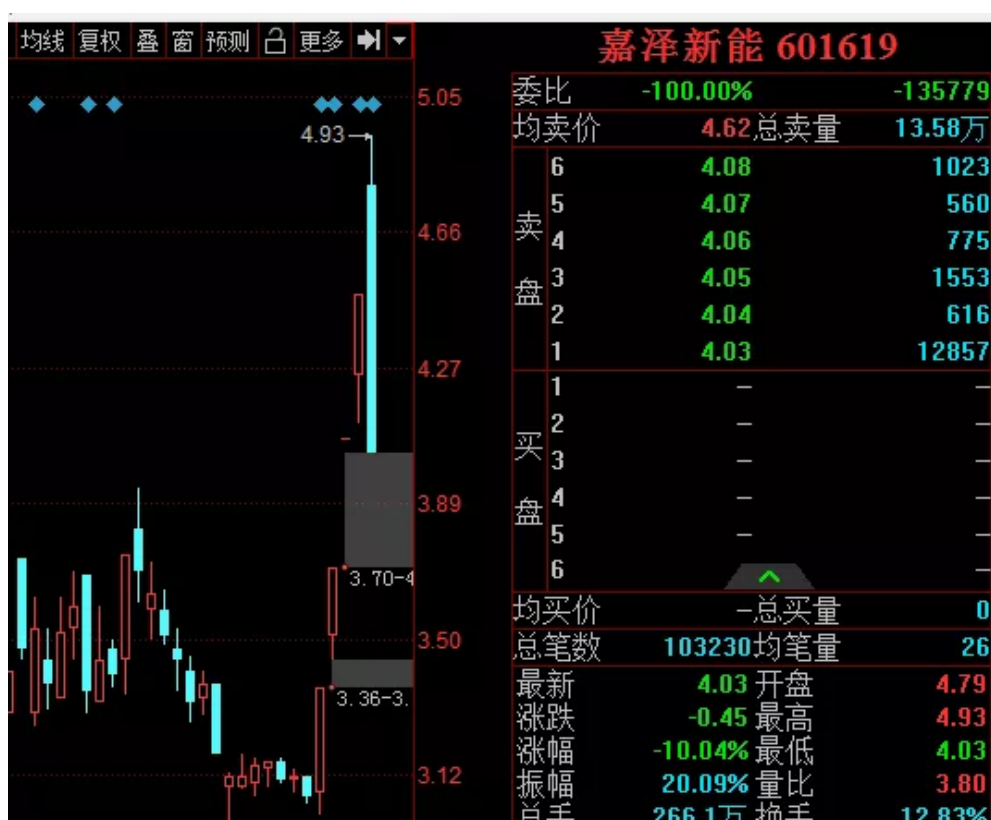 均线 复权 叠 窗 预测 更多
嘉泽新能 601619
5.05
4.93
4.66
4.27
3.89
3.70-4
3.50
3.36-3.
3.12
委比 -100.00% -135779
均卖价 4.62 总卖量 13.58万
卖盘
6 4.08 1023
5 4.07 560
4 4.06 775
3 4.05 1553
2 4.04 616
1 4.03 12857
买盘
1 — —
2 — —
3 — —
4 — —
5 — —
6 —
均买价 — 总买量 0
总笔数 103230 均笔量 26
最新 4.03 开盘 4.79
涨跌 -0.45 最高 4.93
涨幅 -10.04% 最低 4.03
振幅 20.09% 量比 3.80
总手 266.1万 换手 12.83%